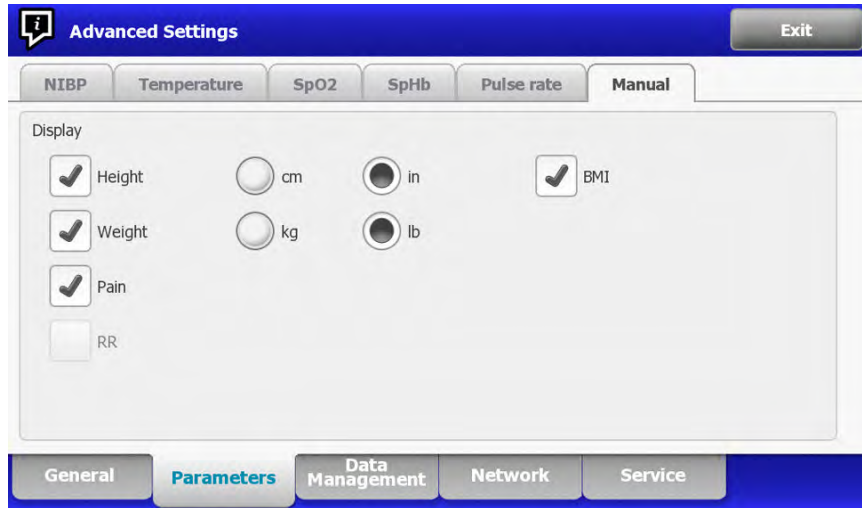 Advanced Settings
Exit
NIBP
Temperature
SpO2
SpHb
Pulse rate
Manual
Display
Height
cm
in
BMI
Weight
kg
lb
Pain
RR
General
Parameters
Data
Management
Network
Service